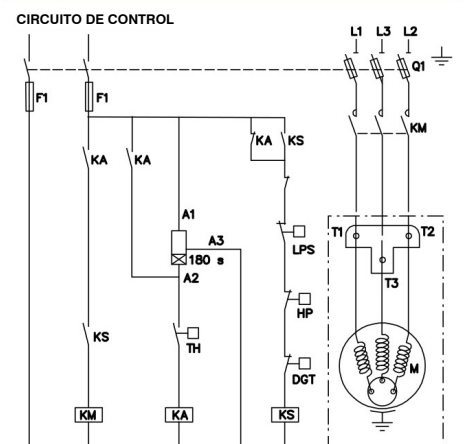 CIRCUITO DE CONTROL
L1 L3 L2
Q1
F1 F1
KM
KA KA KA KS
A1
T1 T2
A3
LPS
180 s
A2
T3
HP
KS
TH
M
DGT
KM KA KS